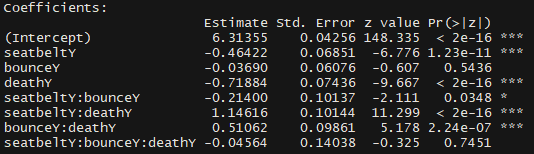 Coefficients:
Estimate Std. Error z value Pr(>|z|)
(Intercept) 6.31355 0.04256 148.335 < 2e-16 ***
seatbeltY -0.46422 0.06851 -6.776 1.23e-11 ***
bounceY -0.03690 0.06076 -0.607 0.5436
deathY -0.71884 0.07436 -9.667 < 2e-16 ***
seatbeltY:bounceY -0.21400 0.10137 -2.111 0.0348 *
seatbeltY:deathY 1.14616 0.10144 11.299 < 2e-16 ***
bounceY:deathY 0.51062 0.09861 5.178 2.24e-07 ***
seatbeltY:bounceY:deathY -0.04564 0.14038 -0.325 0.7451